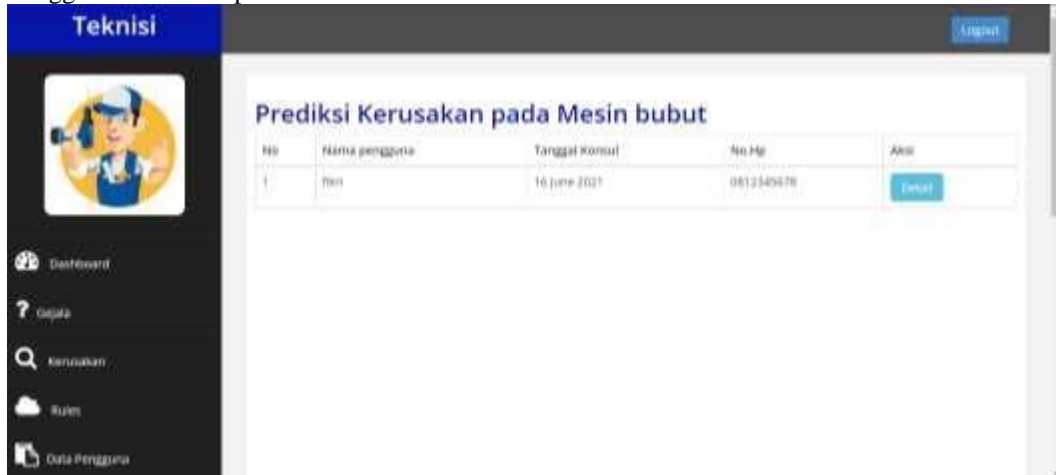 Teknisi
Logout
Prediksi Kerusakan pada Mesin bubut
No Nama pengguna Tanggal Konsul No.Hp Aksi
1 16 June 2021 0812345678 Detail
Dashboard
? Gejala
Kerusakan
Rules
Data Pengguna